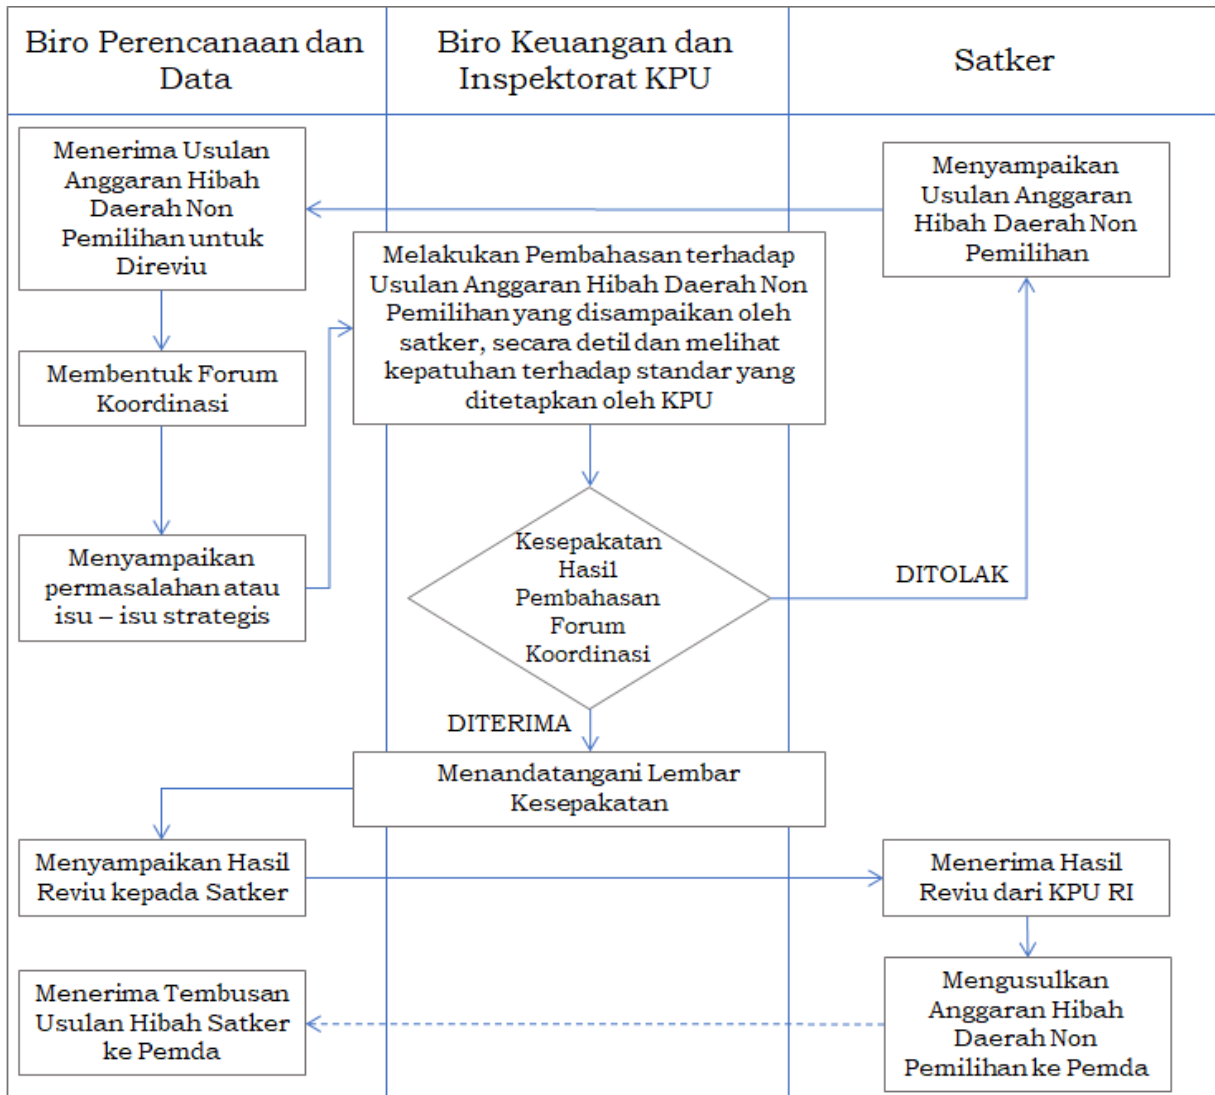 Biro Perencanaan dan
Data
Biro Keuangan dan
Inspektorat KPU
Satker
Menerima Usulan
Anggaran Hibah
Daerah Non
Pemilihan untuk
Direviu
Menyampaikan
Usulan Anggaran
Hibah Daerah Non
Pemilihan
Melakukan Pembahasan terhadap
Usulan Anggaran Hibah Daerah Non
Pemilihan yang disampaikan oleh
satker, secara detil dan melihat
kepatuhan terhadap standar yang
ditetapkan oleh KPU
Membentuk Forum
Koordinasi
Menyampaikan
permasalahan atau
isu – isu strategis
Kesepakatan
Hasil
Pembahasan
Forum
Koordinasi
DITOLAK
DITERIMA
Menandatangani Lembar
Kesepakatan
Menyampaikan Hasil
Reviu kepada Satker
Menerima Hasil
Reviu dari KPU RI
Mengusulkan
Anggaran Hibah
Daerah Non
Pemilihan ke Pemda
Menerima Tembusan
Usulan Hibah Satker
ke Pemda